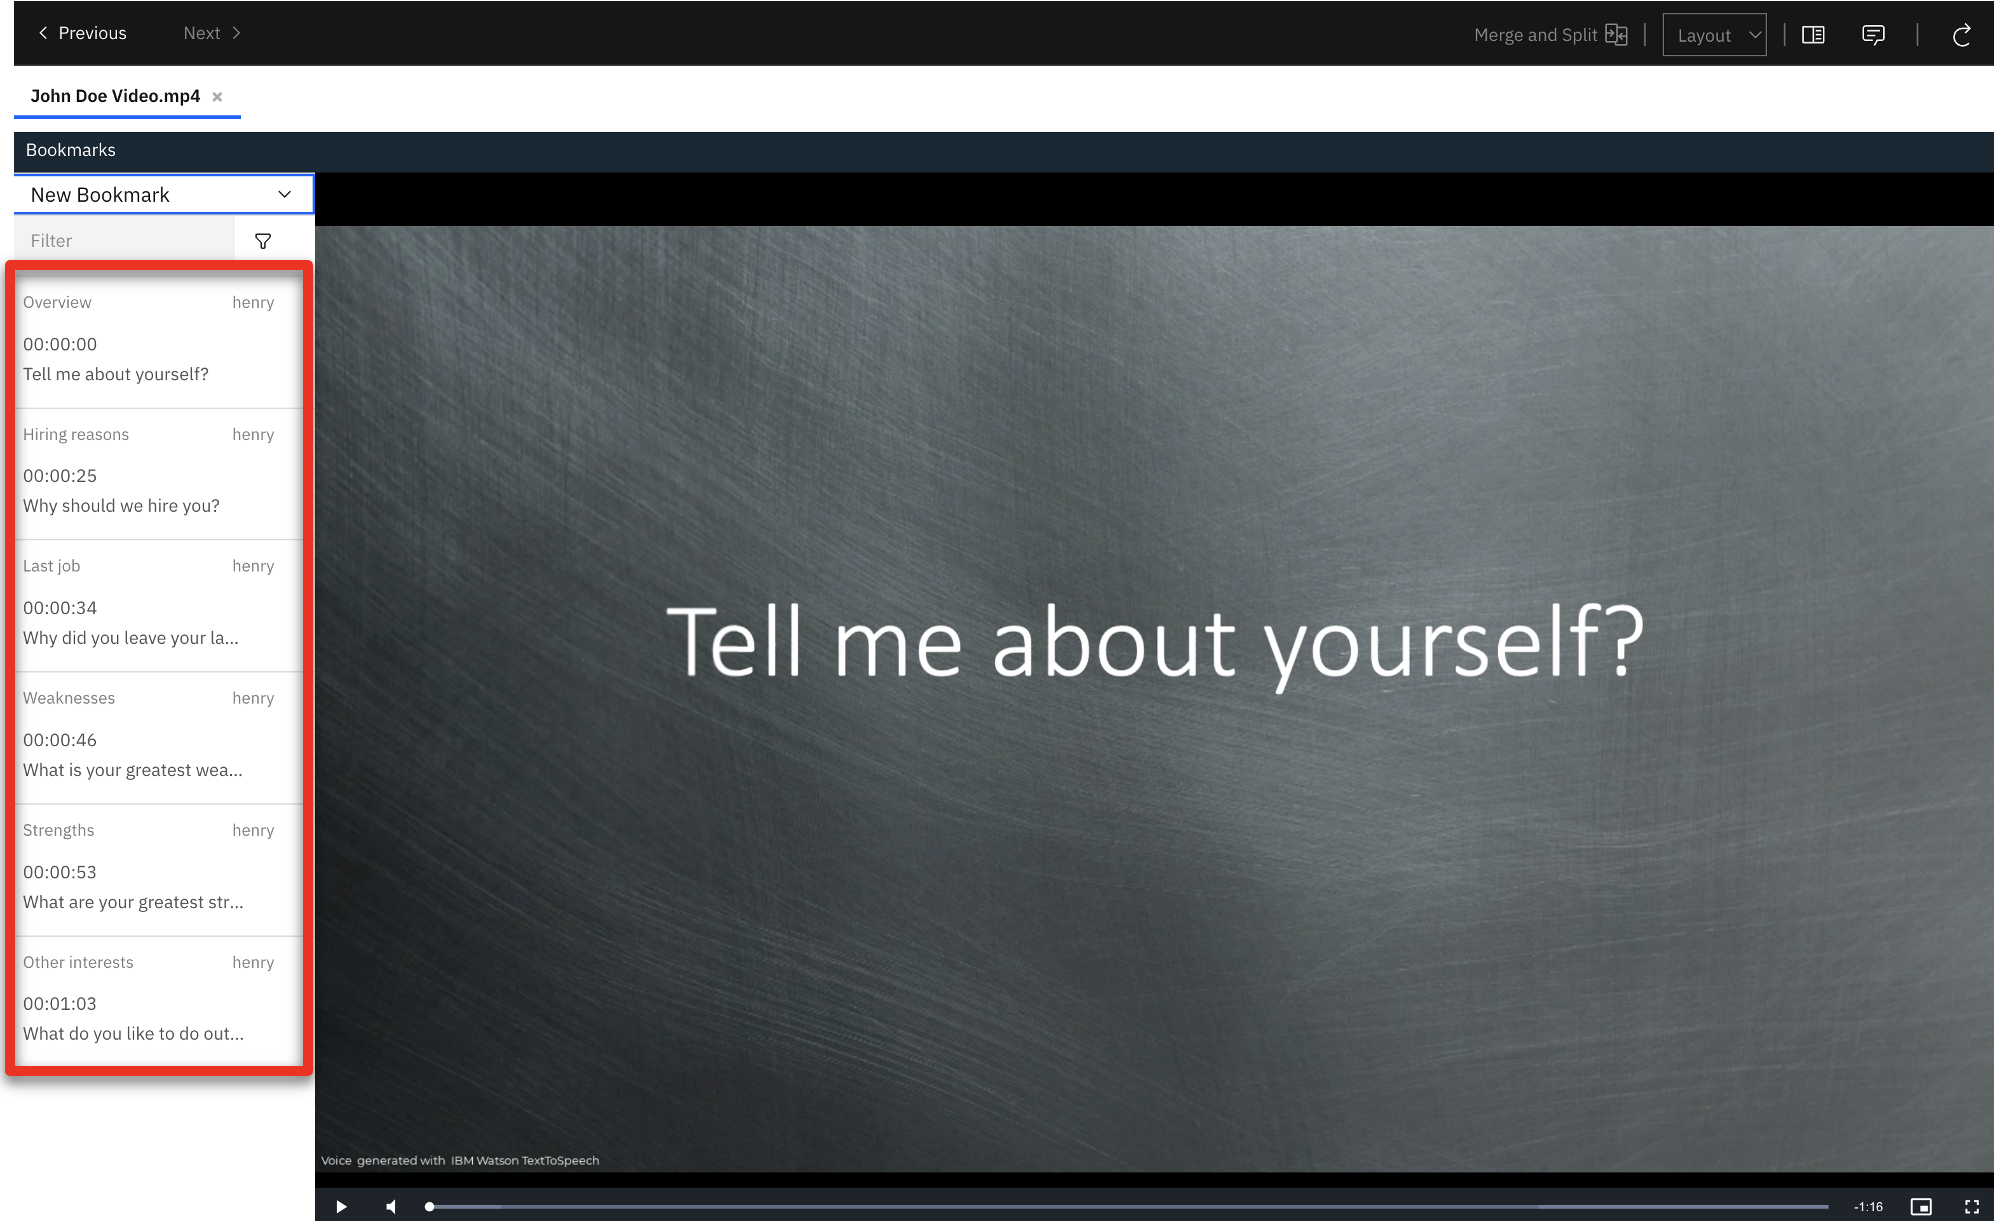 Previous Next Merge and Split Layout
John Doe Video.mp4
Bookmarks
New Bookmark
Filter
Overview henry
00:00:00
Tell me about yourself?
Hiring reasons henry
00:00:25
Why should we hire you?
Last job henry
00:00:34
Why did you leave your la...
Weaknesses henry
00:00:46
What is your greatest wea...
Strengths henry
00:00:53
What are your greatest str...
Other interests henry
00:01:03
What do you like to do out...
Tell me about yourself?
Voice generated with IBM Watson TextToSpeech
-1:16